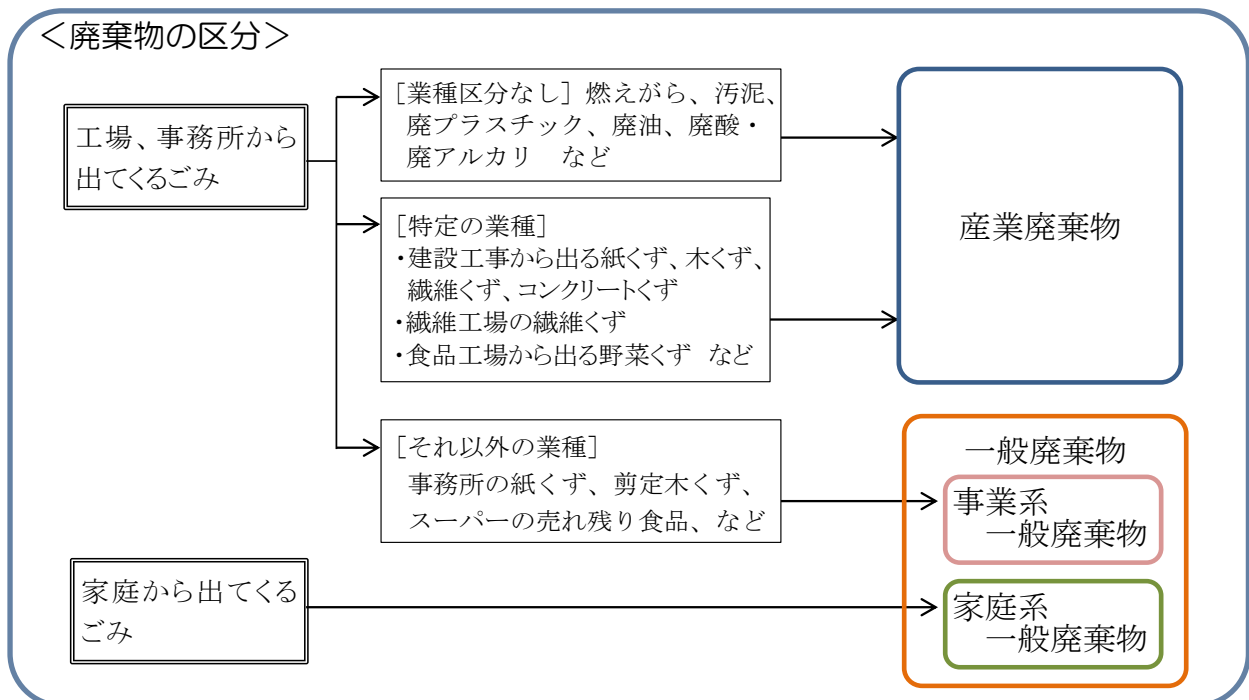 ＜廃棄物の区分＞
工場、事務所から
出てくるごみ
［業種区分なし］燃えがら、汚泥、
廃プラスチック、廃油、廃酸・
廃アルカリ　など
［特定の業種］
・建設工事から出る紙くず、木くず、
繊維くず、コンクリートくず
・繊維工場の繊維くず
・食品工場から出る野菜くず　など
［それ以外の業種］
事務所の紙くず、剪定木くず、
スーパーの売れ残り食品、など
産業廃棄物
一般廃棄物
事業系
一般廃棄物
家庭から出てくる
ごみ
家庭系
一般廃棄物